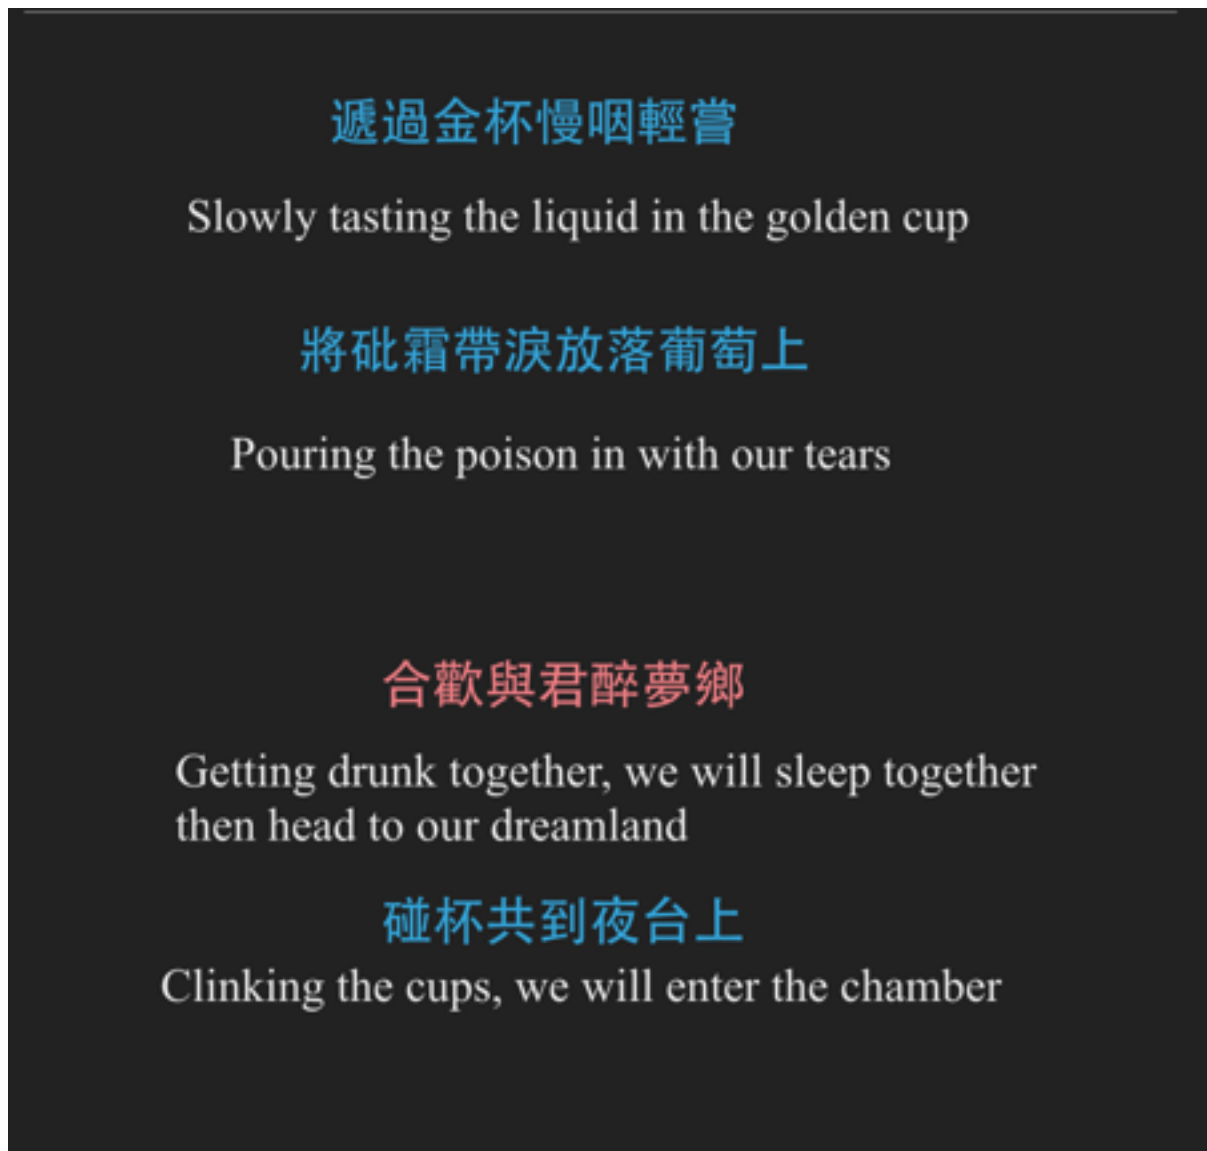 遞過金杯慢咽輕嘗
Slowly tasting the liquid in the golden cup
將砒霜帶淚放落葡萄上
Pouring the poison in with our tears
合歡與君醉夢鄉
Getting drunk together, we will sleep together
then head to our dreamland
碰杯共到夜台上
Clinking the cups, we will enter the chamber